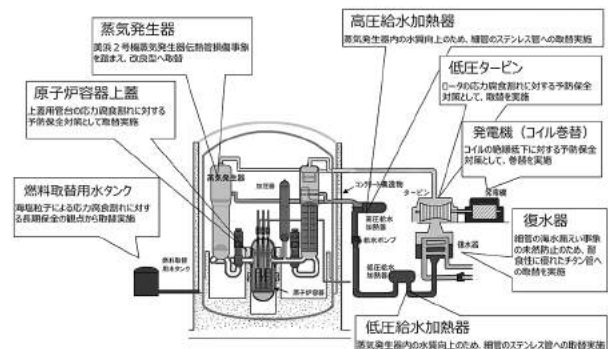 蒸気発生器
美浜2号機蒸気発生器伝熱管損傷事象
を踏まえ、改良型へ取替
高圧給水加熱器
蒸気発生器内の水質向上のため、細管のステンレス管への取替実施
原子炉容器上蓋
上蓋用管台の応力腐食割れに対する
予防保全対策として取替実施
低圧タービン
ロータの応力腐食割れに対する予防保全
対策として、取替を実施
発電機（コイル巻替）
コイルの絶縁低下に対する予防保全
対策として、巻替を実施
燃料取替用水タンク
海塩粒子による応力腐食割れに対す
る長期保全の観点から取替実施
復水器
細管の海水漏えい事象
の未然防止のため、耐
食性に優れたチタン管へ
の取替を実施
低圧給水加熱器
蒸気発生器内の水質向上のため、細管のステンレス管への取替実施
蒸気発生器
加圧器
コンクリート構造物
タービン
発電機
高圧給水
加熱器
給水ポンプ
復水器
低圧給水
加熱器
燃料取替
用水タンク
原子炉容器